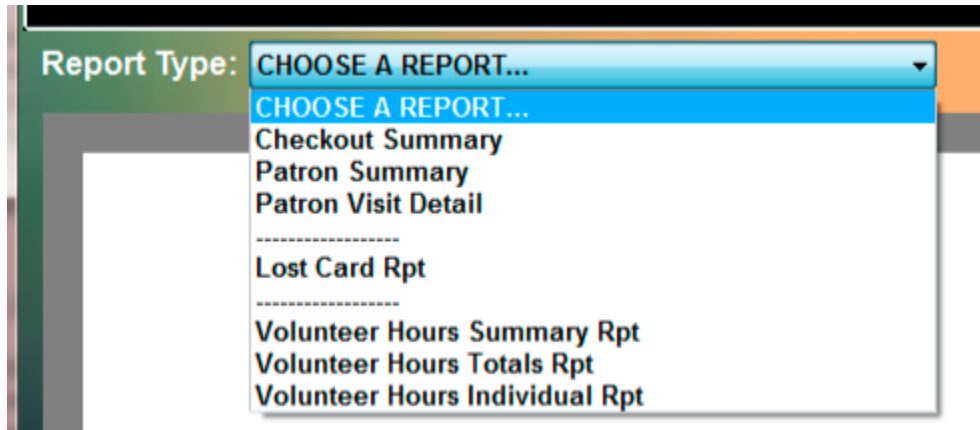 Report Type: CHOOSE A REPORT...
CHOOSE A REPORT...
Checkout Summary
Patron Summary
Patron Visit Detail
------------------
Lost Card Rpt
------------------
Volunteer Hours Summary Rpt
Volunteer Hours Totals Rpt
Volunteer Hours Individual Rpt